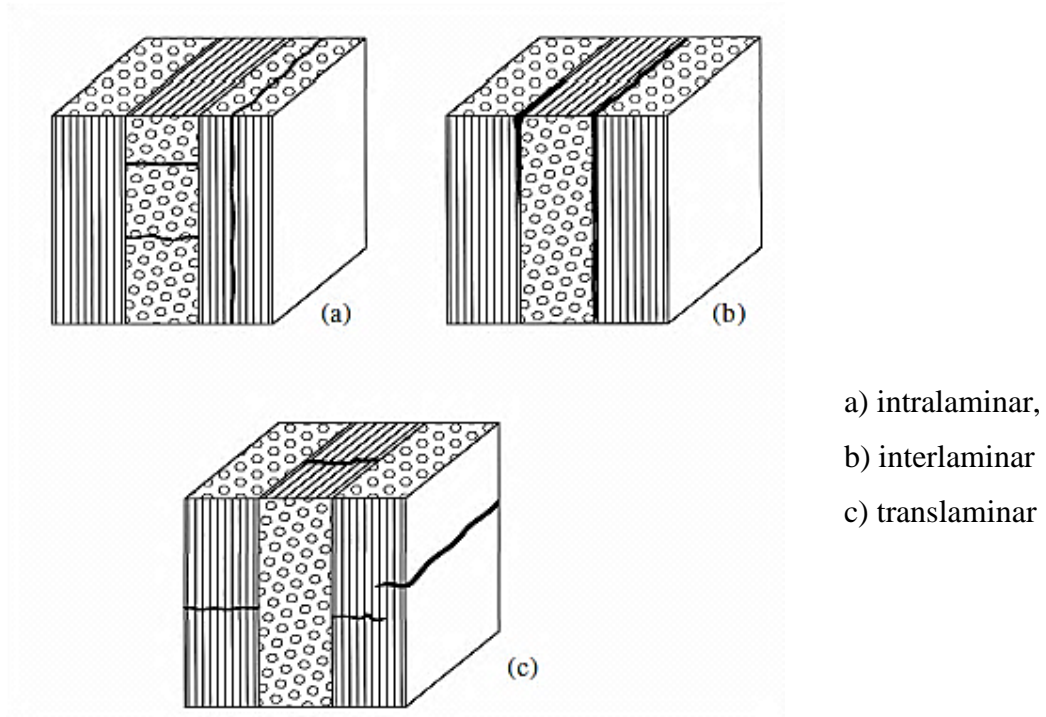 (a)
(b)
(c)
a) intralaminar,
b) interlaminar
c) translaminar